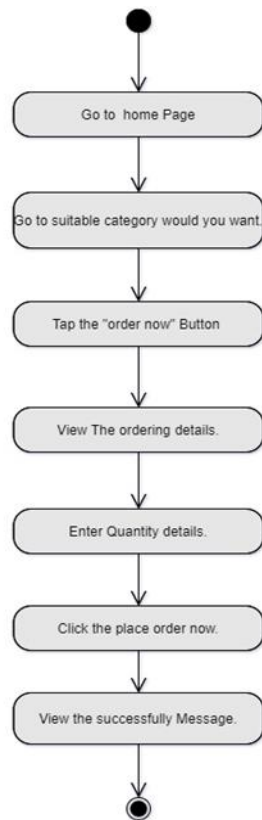 Go to home Page
Go to suitable category would you want.
Tap the "order now" Button
View The ordering details.
Enter Quantity details.
Click the place order now.
View the successfully Message.